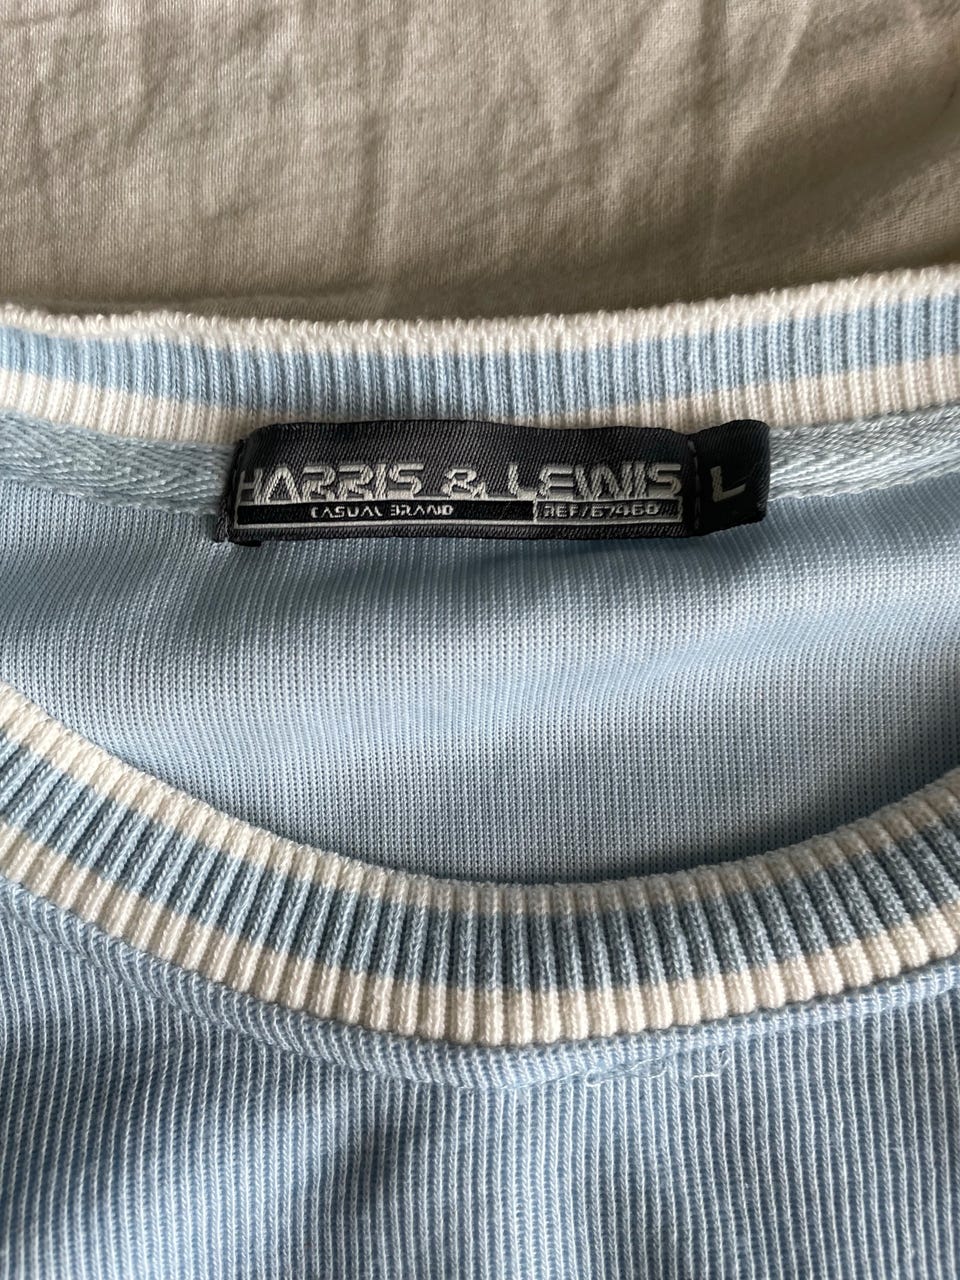 HARRIS & LEWIS L
CASUAL BRAND REF/67460